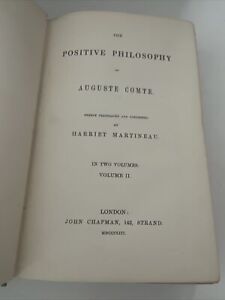 THE
POSITIVE PHILOSOPHY
OF
AUGUSTE COMTE.
FREELY TRANSLATED AND CONDENSED
BY
HARRIET MARTINEAU.
IN TWO VOLUMES.
VOLUME II.
LONDON:
JOHN CHAPMAN, 142, STRAND.
MDCCCLIII.